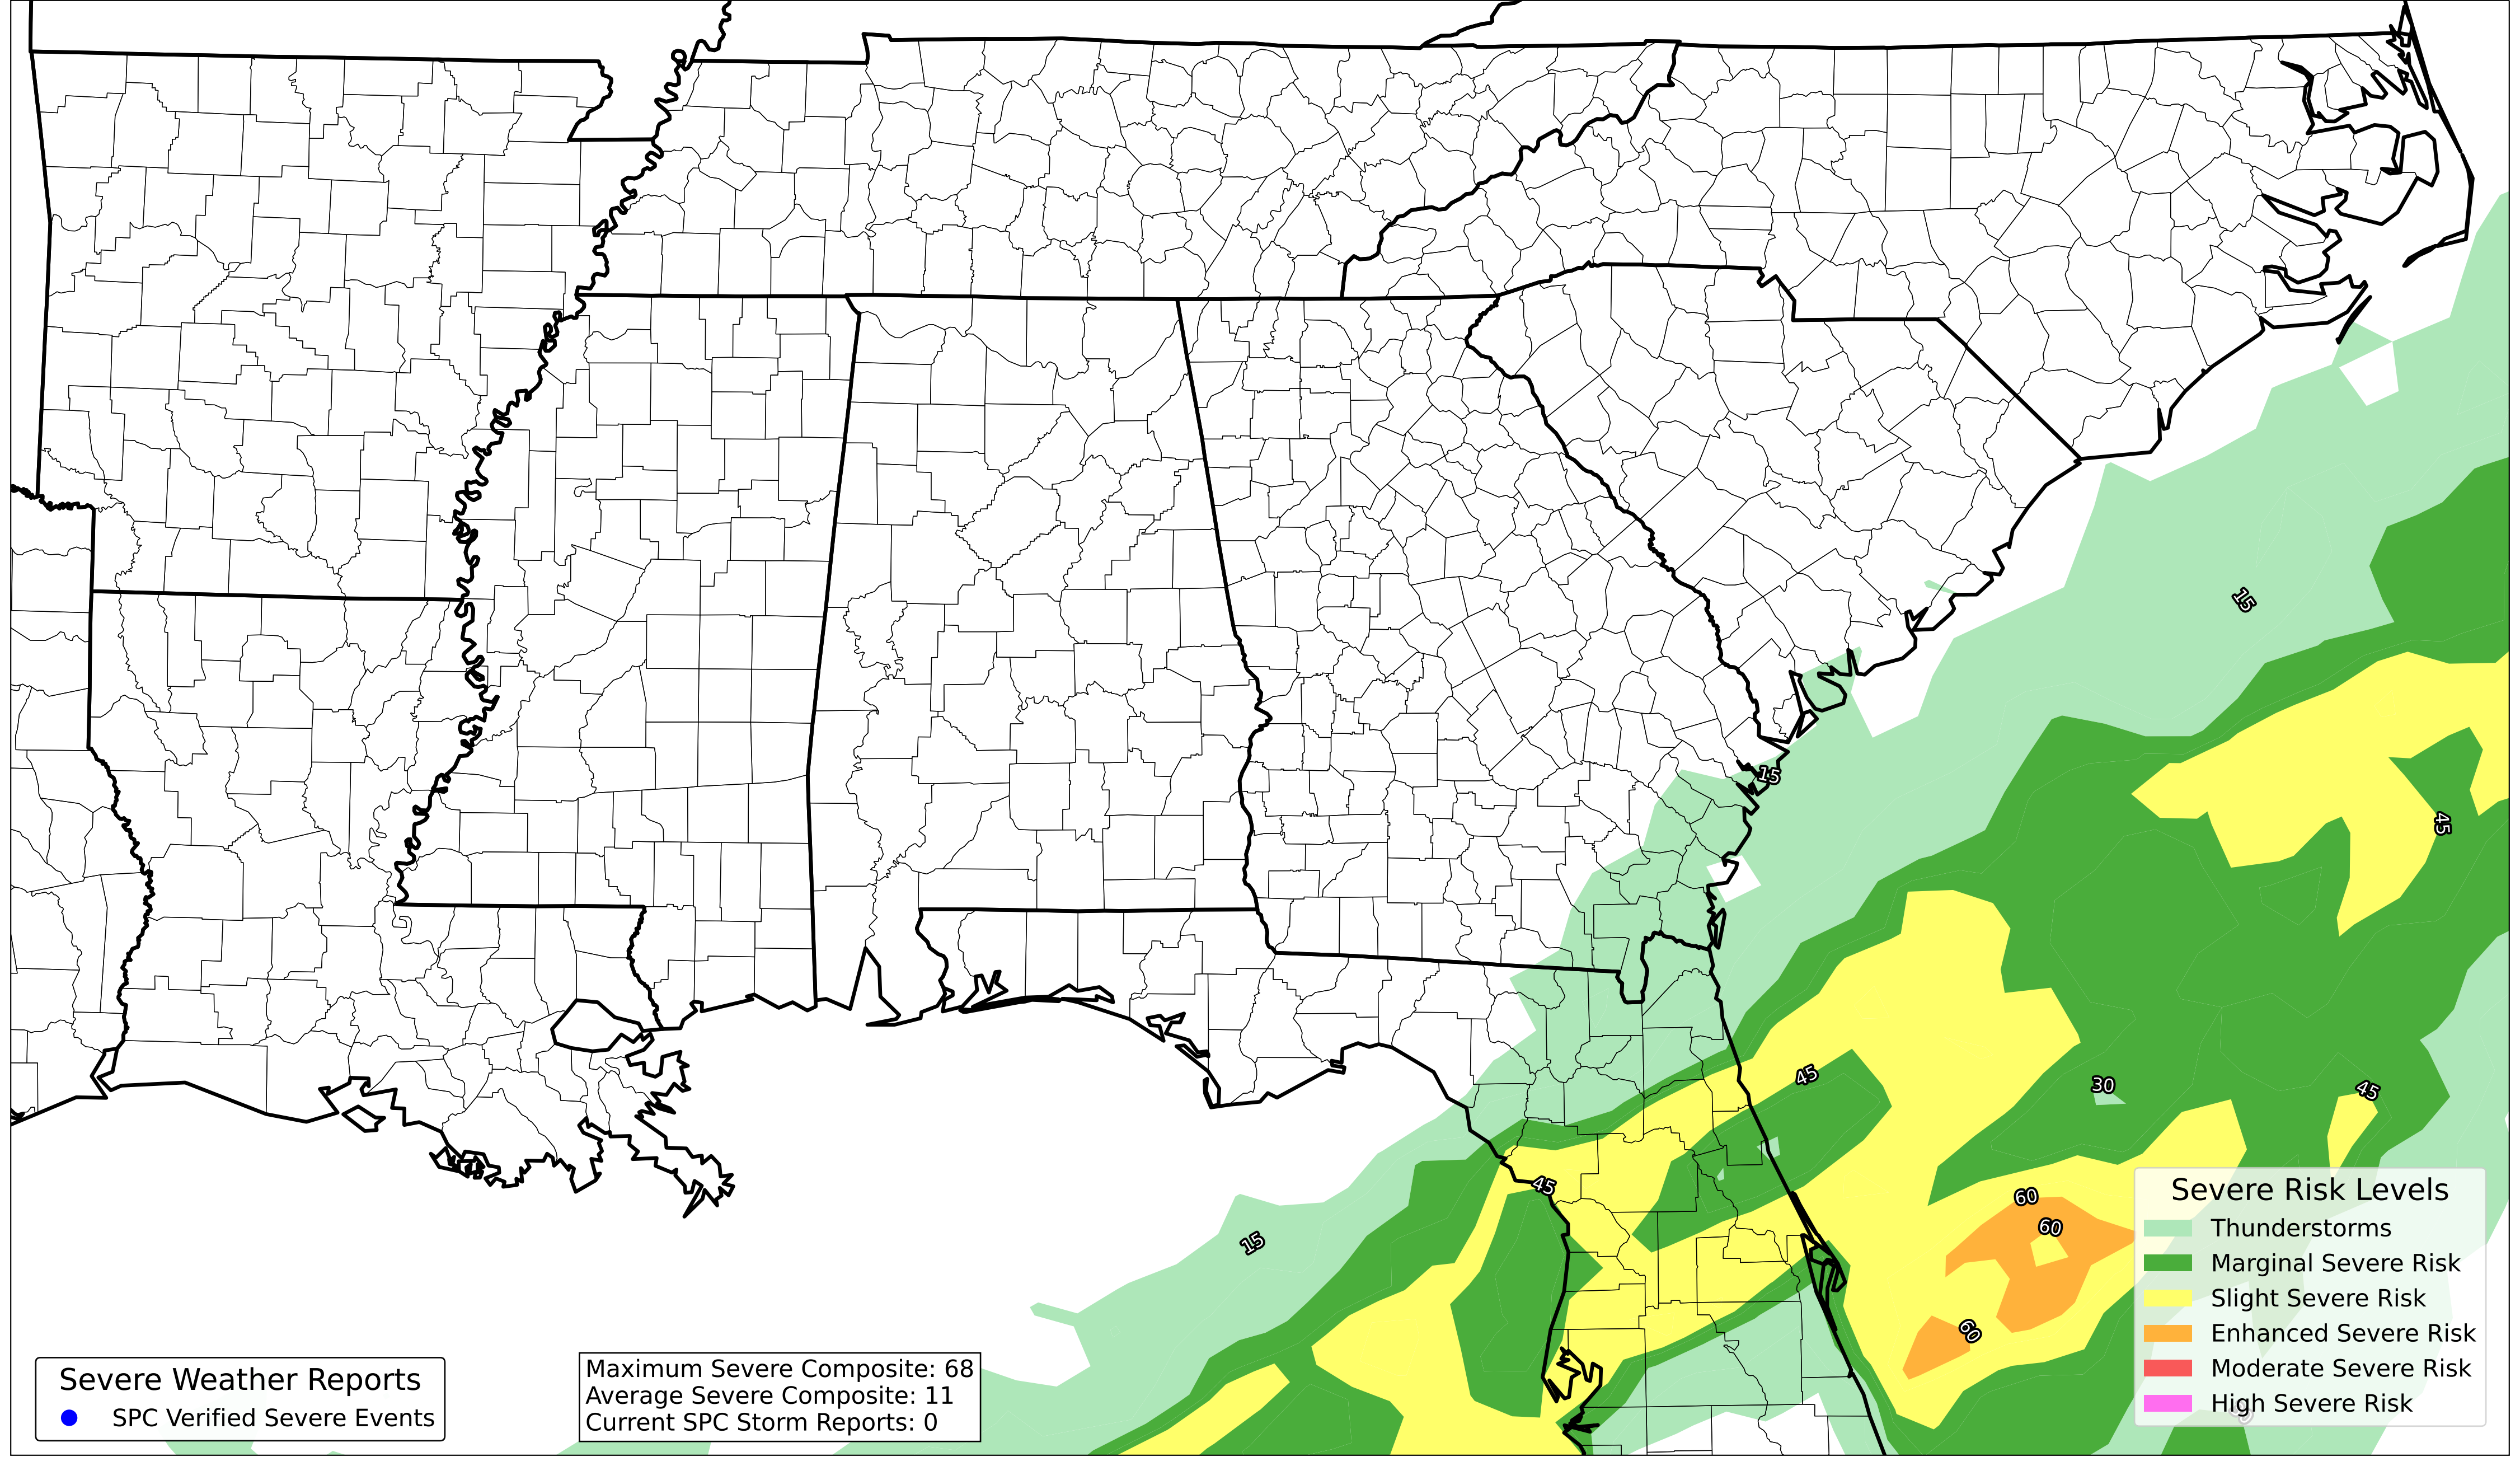 15
15
45
45
30
45
45
60
60
15
60
Severe Risk Levels
Thunderstorms
Marginal Severe Risk
Slight Severe Risk
Enhanced Severe Risk
Moderate Severe Risk
High Severe Risk
Severe Weather Reports
SPC Verified Severe Events
Maximum Severe Composite: 68
Average Severe Composite: 11
Current SPC Storm Reports: 0